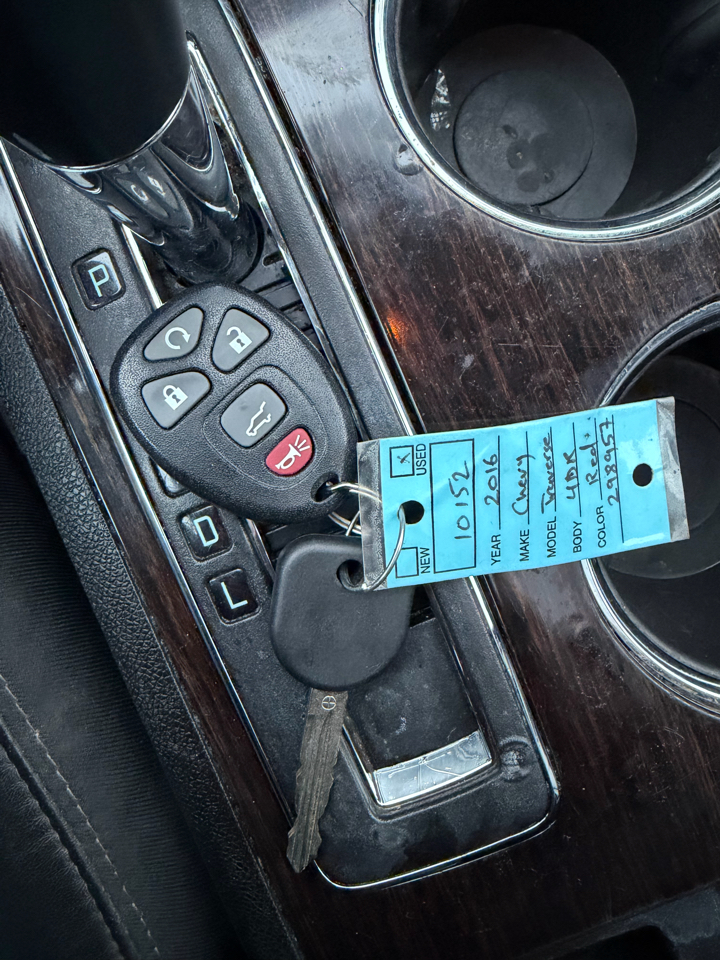 P
D
L
NEW
X USED
10152
YEAR 2016
MAKE Chevy
MODEL Traverse
BODY 4DR
COLOR Red.
298957